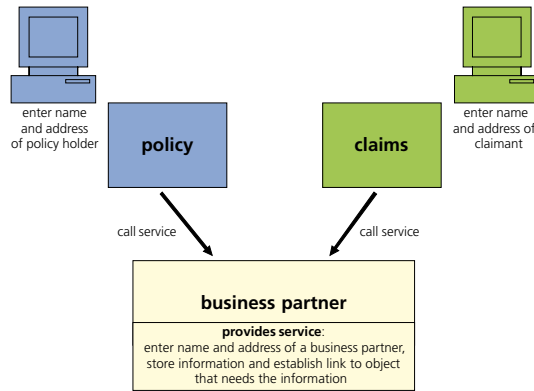 enter name
and address
of policy holder
policy
claims
enter name
and address of
claimant
call service
call service
business partner
provides service:
enter name and address of a business partner,
store information and establish link to object
that needs the information